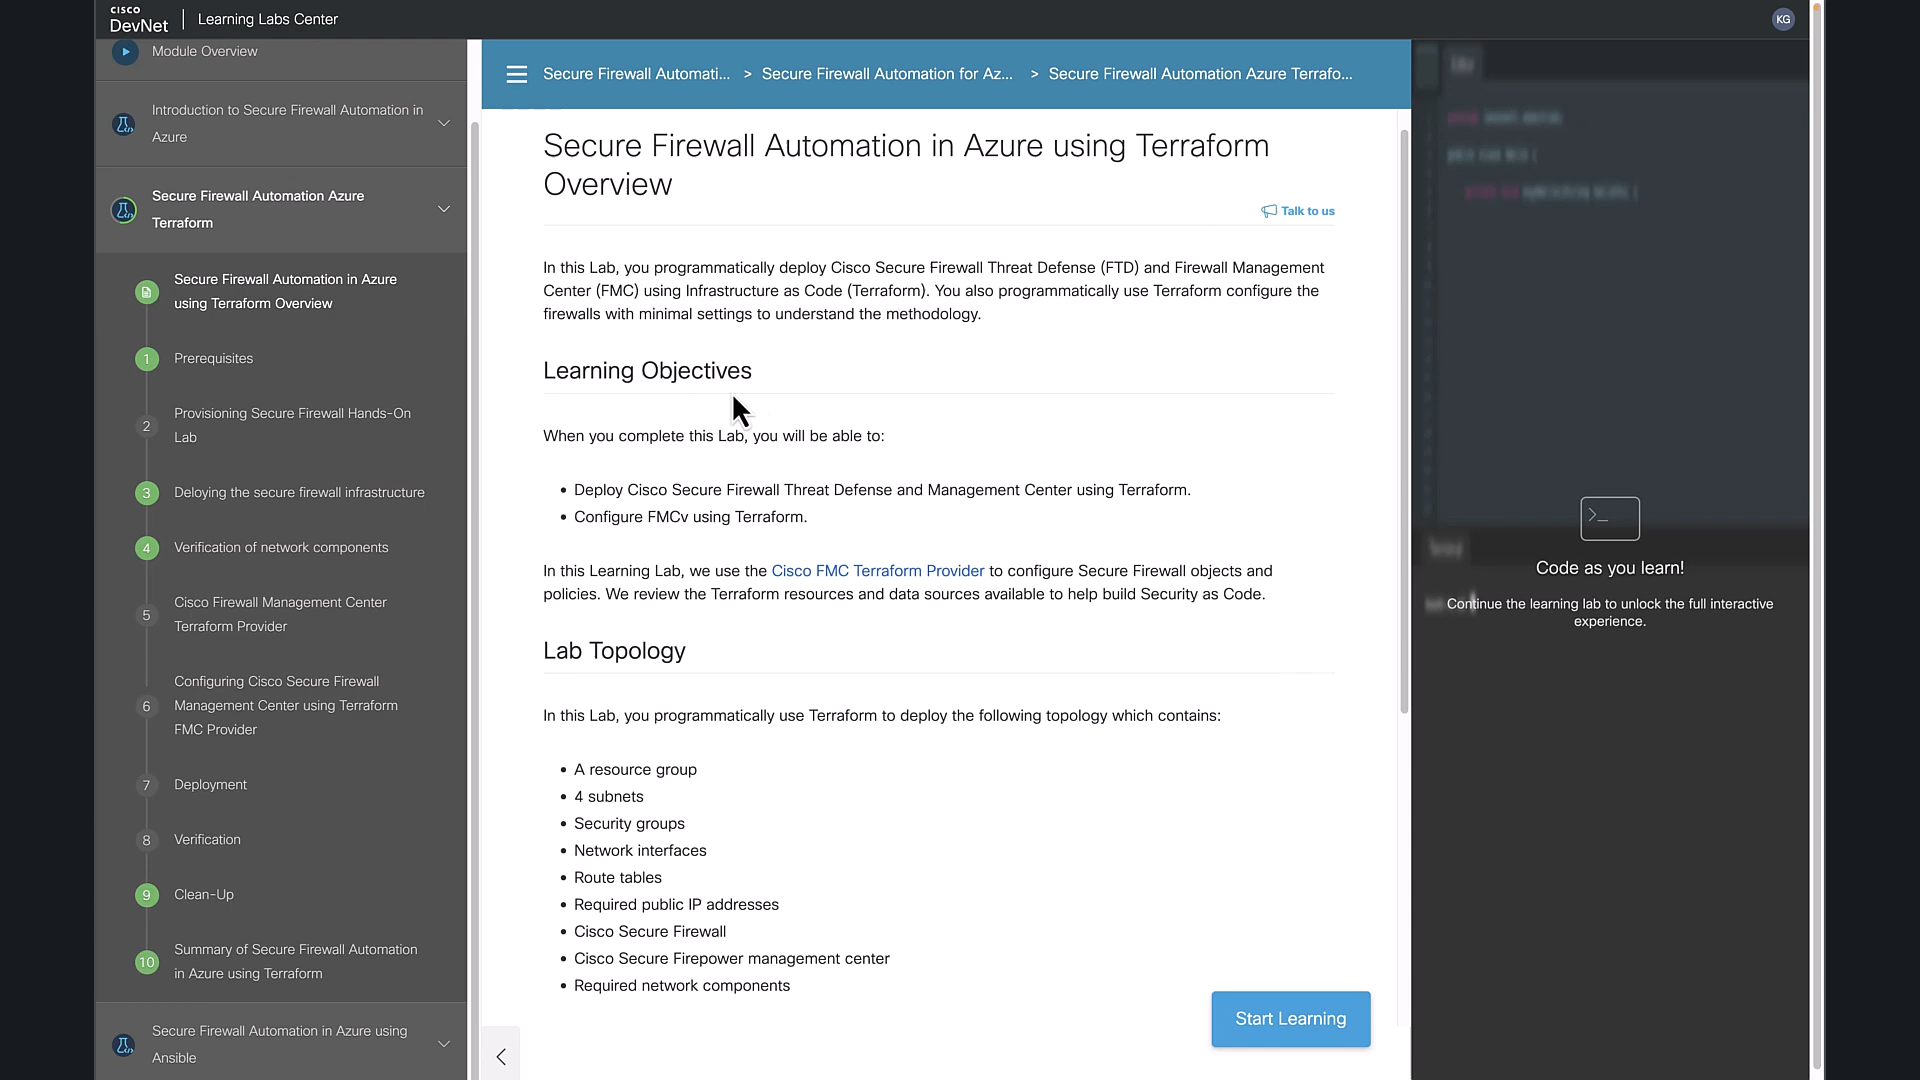 CISCO
DevNet
Learning Labs Center
KG
Module Overview
Introduction to Secure Firewall Automation in
Azure
Secure Firewall Automation Azure
Terraform
Secure Firewall Automation in Azure
using Terraform Overview
1 Prerequisites
2 Provisioning Secure Firewall Hands-On
Lab
3 Deloying the secure firewall infrastructure
4 Verification of network components
5 Cisco Firewall Management Center
Terraform Provider
6 Configuring Cisco Secure Firewall
Management Center using Terraform
FMC Provider
7 Deployment
8 Verification
9 Clean-Up
10 Summary of Secure Firewall Automation
in Azure using Terraform
Secure Firewall Automation in Azure using
Ansible
Secure Firewall Automati... > Secure Firewall Automation for Az... > Secure Firewall Automation Azure Terrafo...
Secure Firewall Automation in Azure using Terraform
Overview
Talk to us
In this Lab, you programmatically deploy Cisco Secure Firewall Threat Defense (FTD) and Firewall Management
Center (FMC) using Infrastructure as Code (Terraform). You also programmatically use Terraform configure the
firewalls with minimal settings to understand the methodology.
Learning Objectives
When you complete this Lab, you will be able to:
• Deploy Cisco Secure Firewall Threat Defense and Management Center using Terraform.
• Configure FMCv using Terraform.
In this Learning Lab, we use the Cisco FMC Terraform Provider to configure Secure Firewall objects and
policies. We review the Terraform resources and data sources available to help build Security as Code.
Lab Topology
In this Lab, you programmatically use Terraform to deploy the following topology which contains:
• A resource group
• 4 subnets
• Security groups
• Network interfaces
• Route tables
• Required public IP addresses
• Cisco Secure Firewall
• Cisco Secure Firepower management center
• Required network components
Start Learning
>_
Code as you learn!
Continue the learning lab to unlock the full interactive
experience.